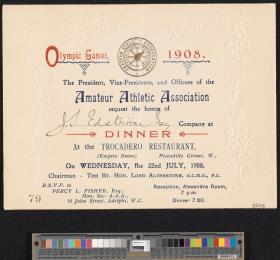 Olympic Games, 1908.
The President, Vice-Presidents, and Officers of the
Amateur Athletic Association
request the honor of
J. S. Edström Esq Company at
DINNER
At the TROCADERO RESTAURANT,
(Empire Room) Piccadilly Circus, W.,
On WEDNESDAY, the 22nd JULY, 1908.
Chairman - THE RT. HON. LORD ALVERSTONE, G.C.M.G., P.C.
R.S.V.P. to
PERCY L. FISHER, Esq.,
Hon. Sec. A.A.A.,
10 John Street, Adelphi, W.C.
Reception, Alexandra Room,
7 p.m.
Dinner 7.30.
79